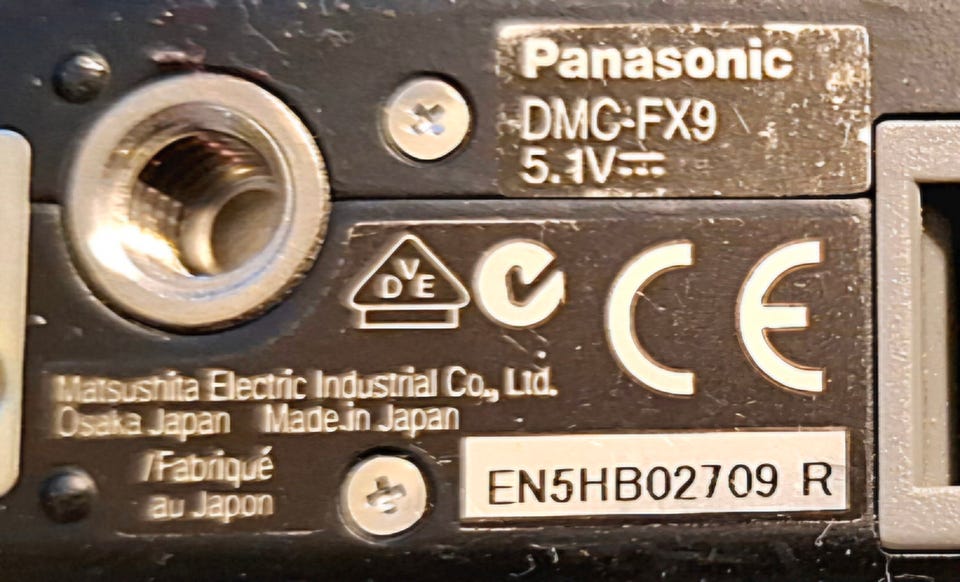 Panasonic
DMC-FX9
5.1V
DVE
CE
Matsushita Electric Industrial Co., Ltd.
Osaka Japan Made in Japan
/Fabriqué
au Japon
EN5HB02709 R